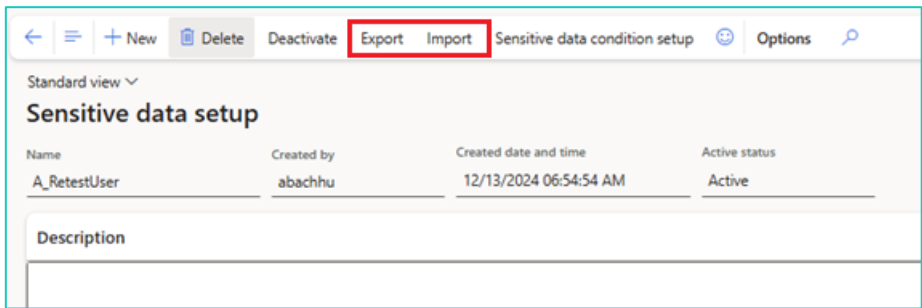 New Delete Deactivate Export Import Sensitive data condition setup Options
Standard view
Sensitive data setup
Name Created by Created date and time Active status
A_RetestUser abachhu 12/13/2024 06:54:54 AM Active
Description